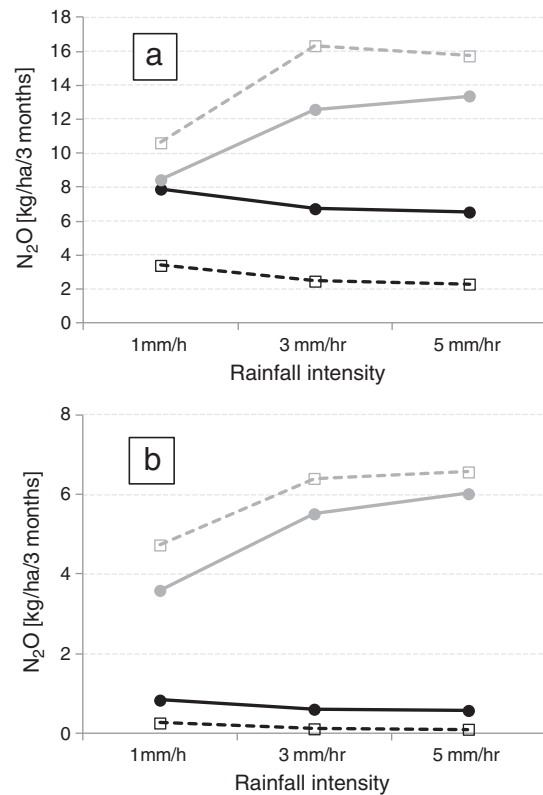 a
N₂O [kg/ha/3 months]
18
16
14
12
10
8
6
4
2
0
1mm/h 3 mm/hr 5 mm/hr
Rainfall intensity
b
N₂O [kg/ha/3 months]
8
6
4
2
0
1mm/h 3 mm/hr 5 mm/hr
Rainfall intensity